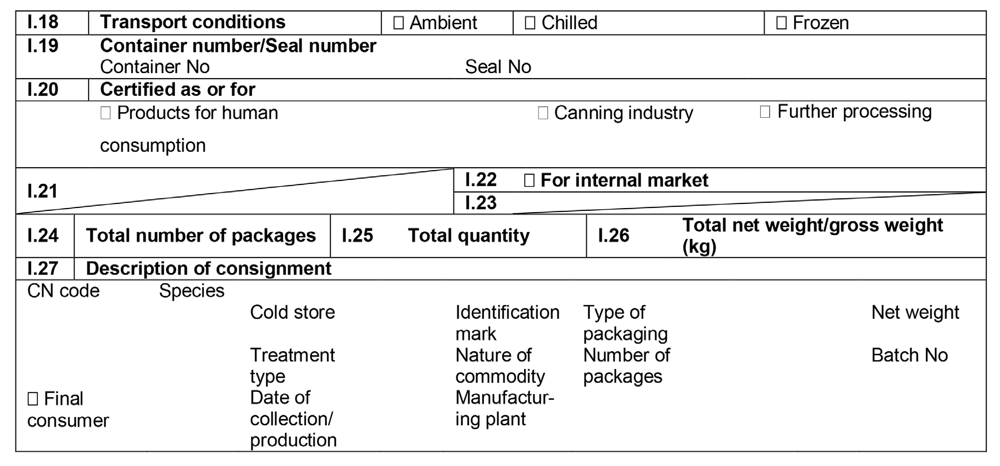 I.18 Transport conditions ☐ Ambient ☐ Chilled ☐ Frozen
I.19 Container number/Seal number
Container No Seal No
I.20 Certified as or for
☐ Products for human ☐ Canning industry ☐ Further processing
consumption
I.21
I.22 ☐ For internal market
I.23
I.24 Total number of packages I.25 Total quantity I.26 Total net weight/gross weight
(kg)
I.27 Description of consignment
CN code Species
Cold store Identification Type of Net weight
mark packaging
Treatment Nature of Number of Batch No
type commodity packages
☐ Final Date of Manufactur-
consumer collection/ ing plant
production